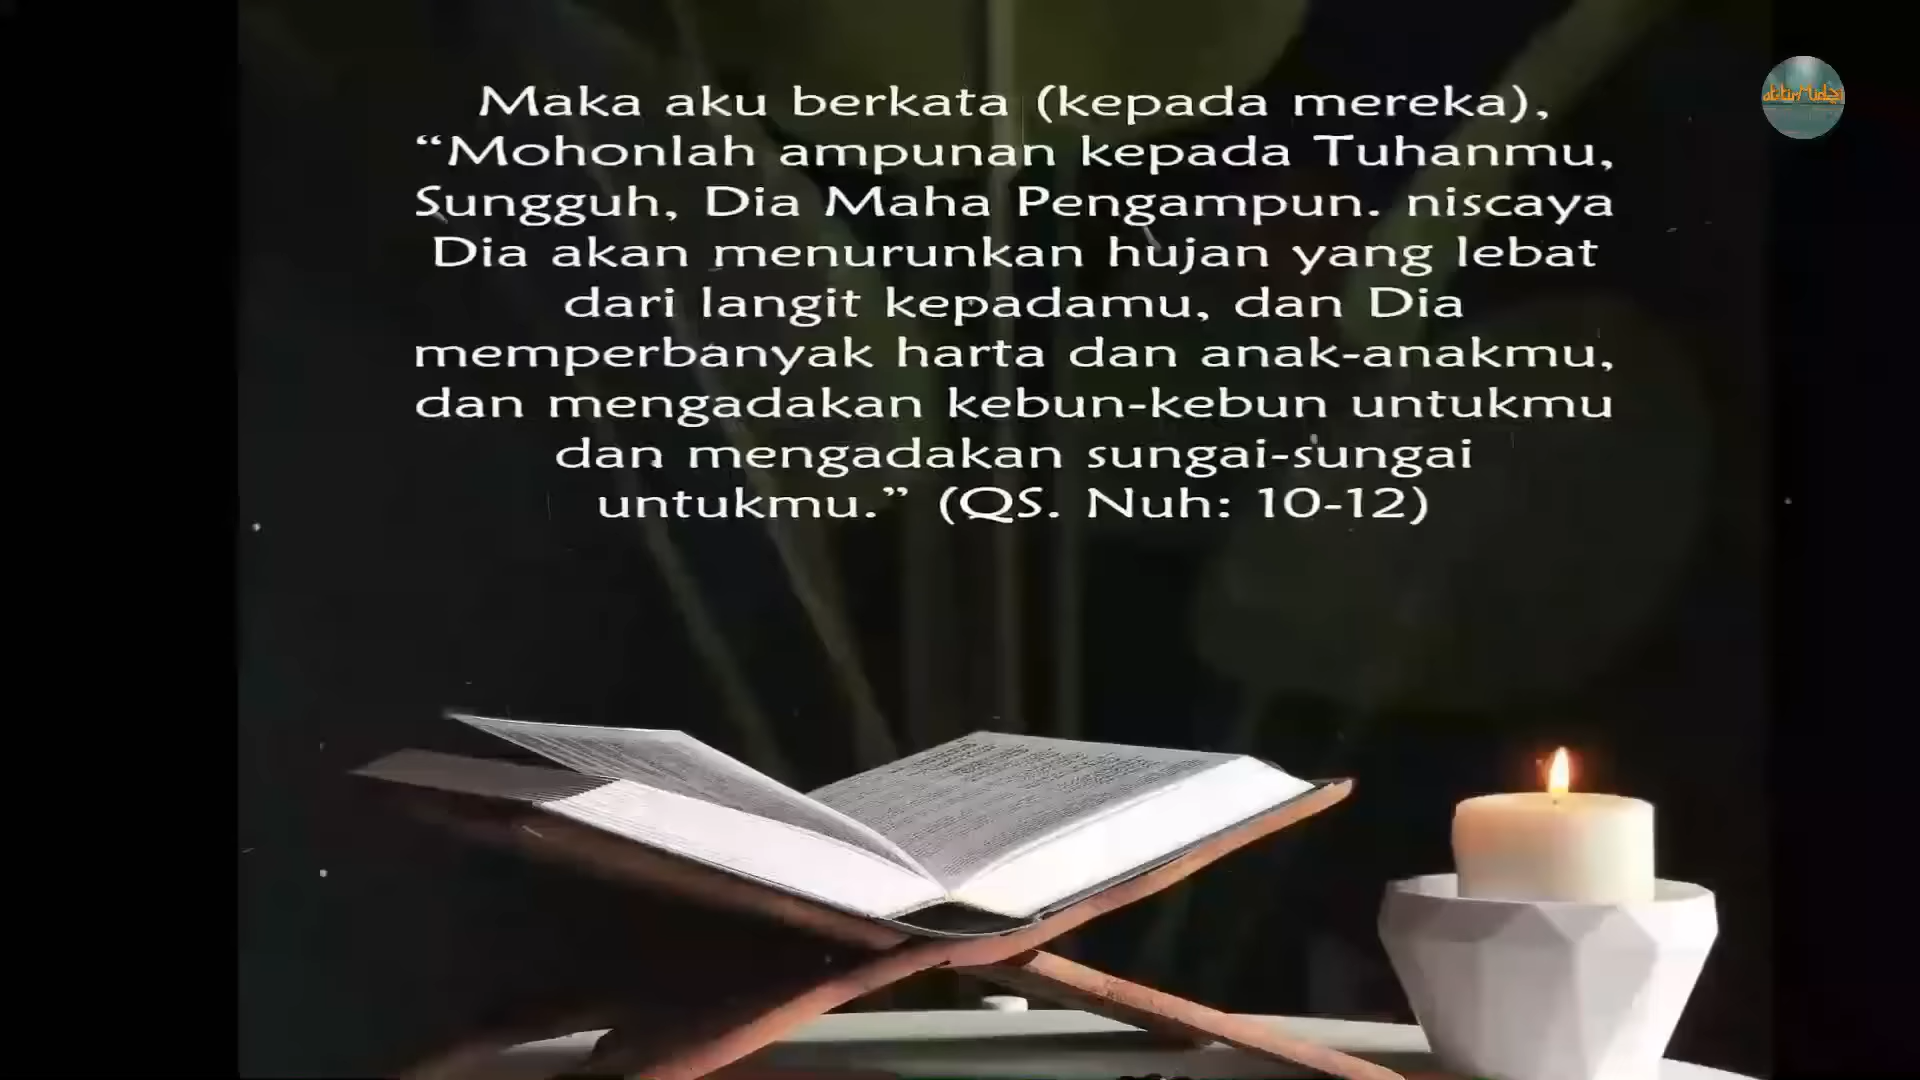 Maka aku berkata (kepada mereka),
“Mohonlah ampunan kepada Tuhanmu,
Sungguh, Dia Maha Pengampun. niscaya
Dia akan menurunkan hujan yang lebat
dari langit kepadamu, dan Dia
memperbanyak harta dan anak-anakmu,
dan mengadakan kebun-kebun untukmu
dan mengadakan sungai-sungai
untukmu.” (QS. Nuh: 10-12)